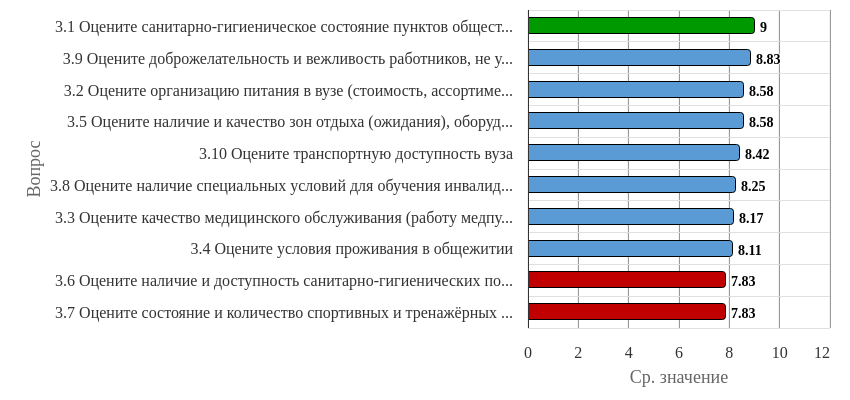 3.1 Оцените санитарно-гигиеническое состояние пунктов общест... 9
3.9 Оцените доброжелательность и вежливость работников, не у... 8.83
3.2 Оцените организацию питания в вузе (стоимость, ассортиме... 8.58
3.5 Оцените наличие и качество зон отдыха (ожидания), оборуд... 8.58
3.10 Оцените транспортную доступность вуза 8.42
3.8 Оцените наличие специальных условий для обучения инвалид... 8.25
3.3 Оцените качество медицинского обслуживания (работу медпу... 8.17
3.4 Оцените условия проживания в общежитии 8.11
3.6 Оцените наличие и доступность санитарно-гигиенических по... 7.83
3.7 Оцените состояние и количество спортивных и тренажёрных ... 7.83
Вопрос
0 2 4 6 8 10 12
Ср. значение